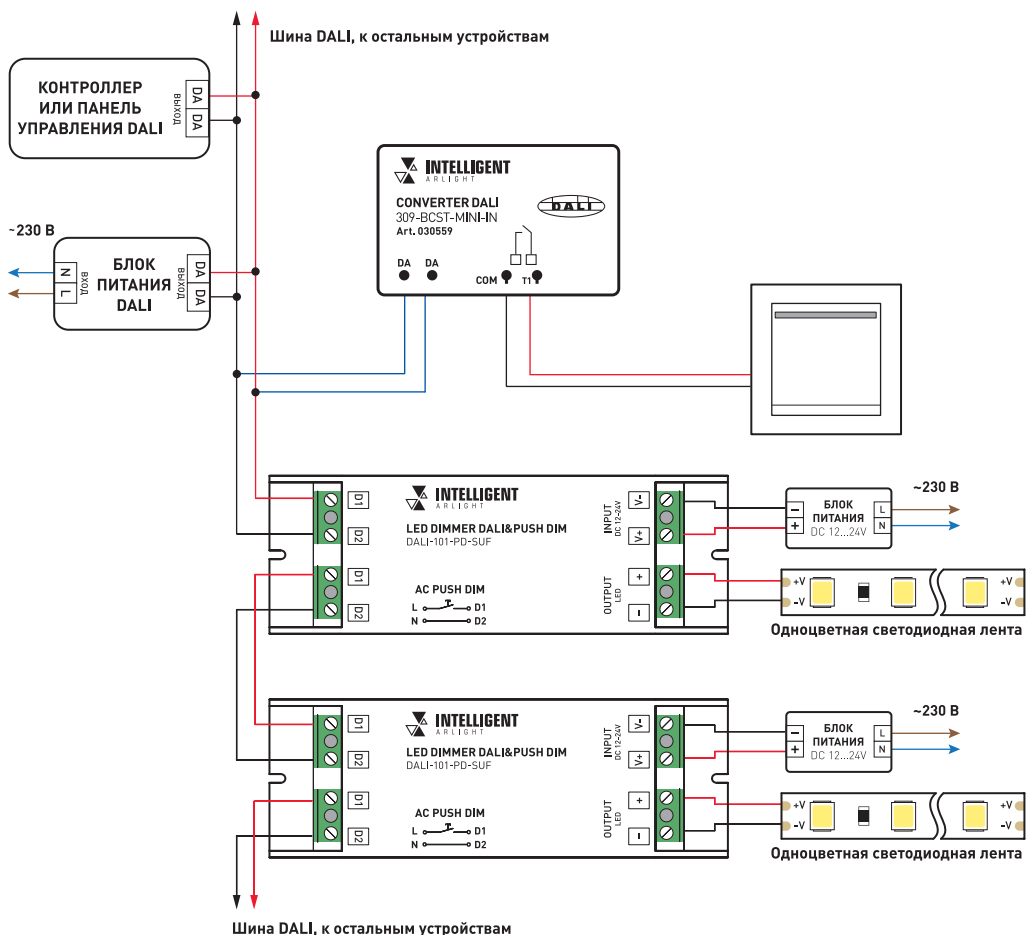 Шина DALI, к остальным устройствам
КОНТРОЛЛЕР
ИЛИ ПАНЕЛЬ
УПРАВЛЕНИЯ DALI
ВЫХОД
DA
DA
~230 В
N
L
ВХОД
БЛОК
ПИТАНИЯ
DALI
ВЫХОД
DA
DA
INTELLIGENT
ARLIGHT
CONVERTER DALI
309-BCST-MINI-IN
Art. 030559
DALI
DA DA
COM T1
D1
D2
D1
D2
INTELLIGENT
ARLIGHT
LED DIMMER DALI&PUSH DIM
DALI-101-PD-SUF
AC PUSH DIM
L D1
N D2
INPUT
DC 12-24V
V-
V+
OUTPUT
LED
+
-
~230 В
–
+
БЛОК
ПИТАНИЯ
DC 12...24V
L
N
+V
-V
+V
-V
Одноцветная светодиодная лента
D1
D2
D1
D2
INTELLIGENT
ARLIGHT
LED DIMMER DALI&PUSH DIM
DALI-101-PD-SUF
AC PUSH DIM
L D1
N D2
INPUT
DC 12-24V
V-
V+
OUTPUT
LED
+
-
~230 В
–
+
БЛОК
ПИТАНИЯ
DC 12...24V
L
N
+V
-V
+V
-V
Одноцветная светодиодная лента
Шина DALI, к остальным устройствам